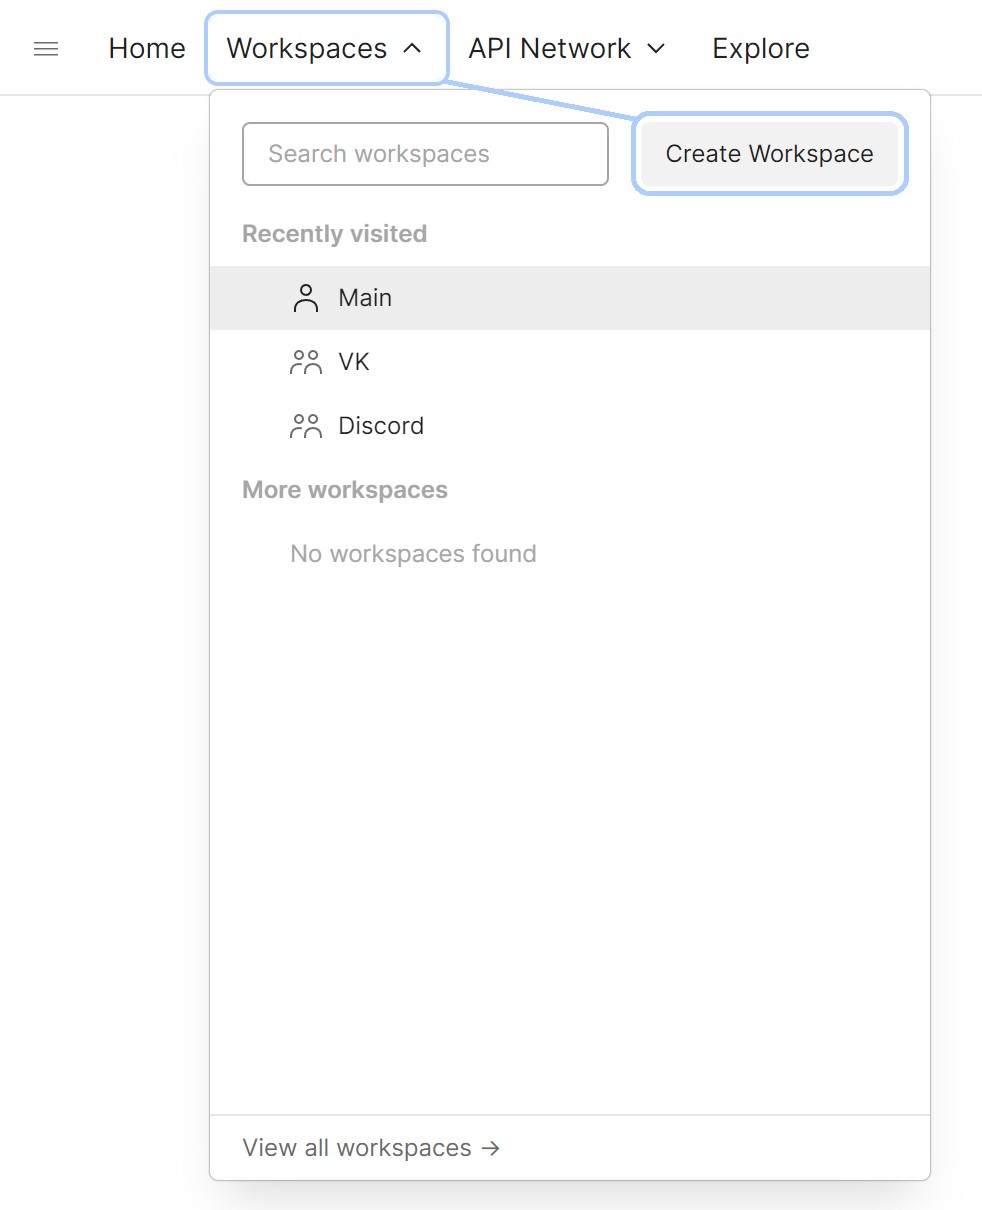 Home Workspaces API Network Explore
Search workspaces Create Workspace
Recently visited
Main
VK
Discord
More workspaces
No workspaces found
View all workspaces →